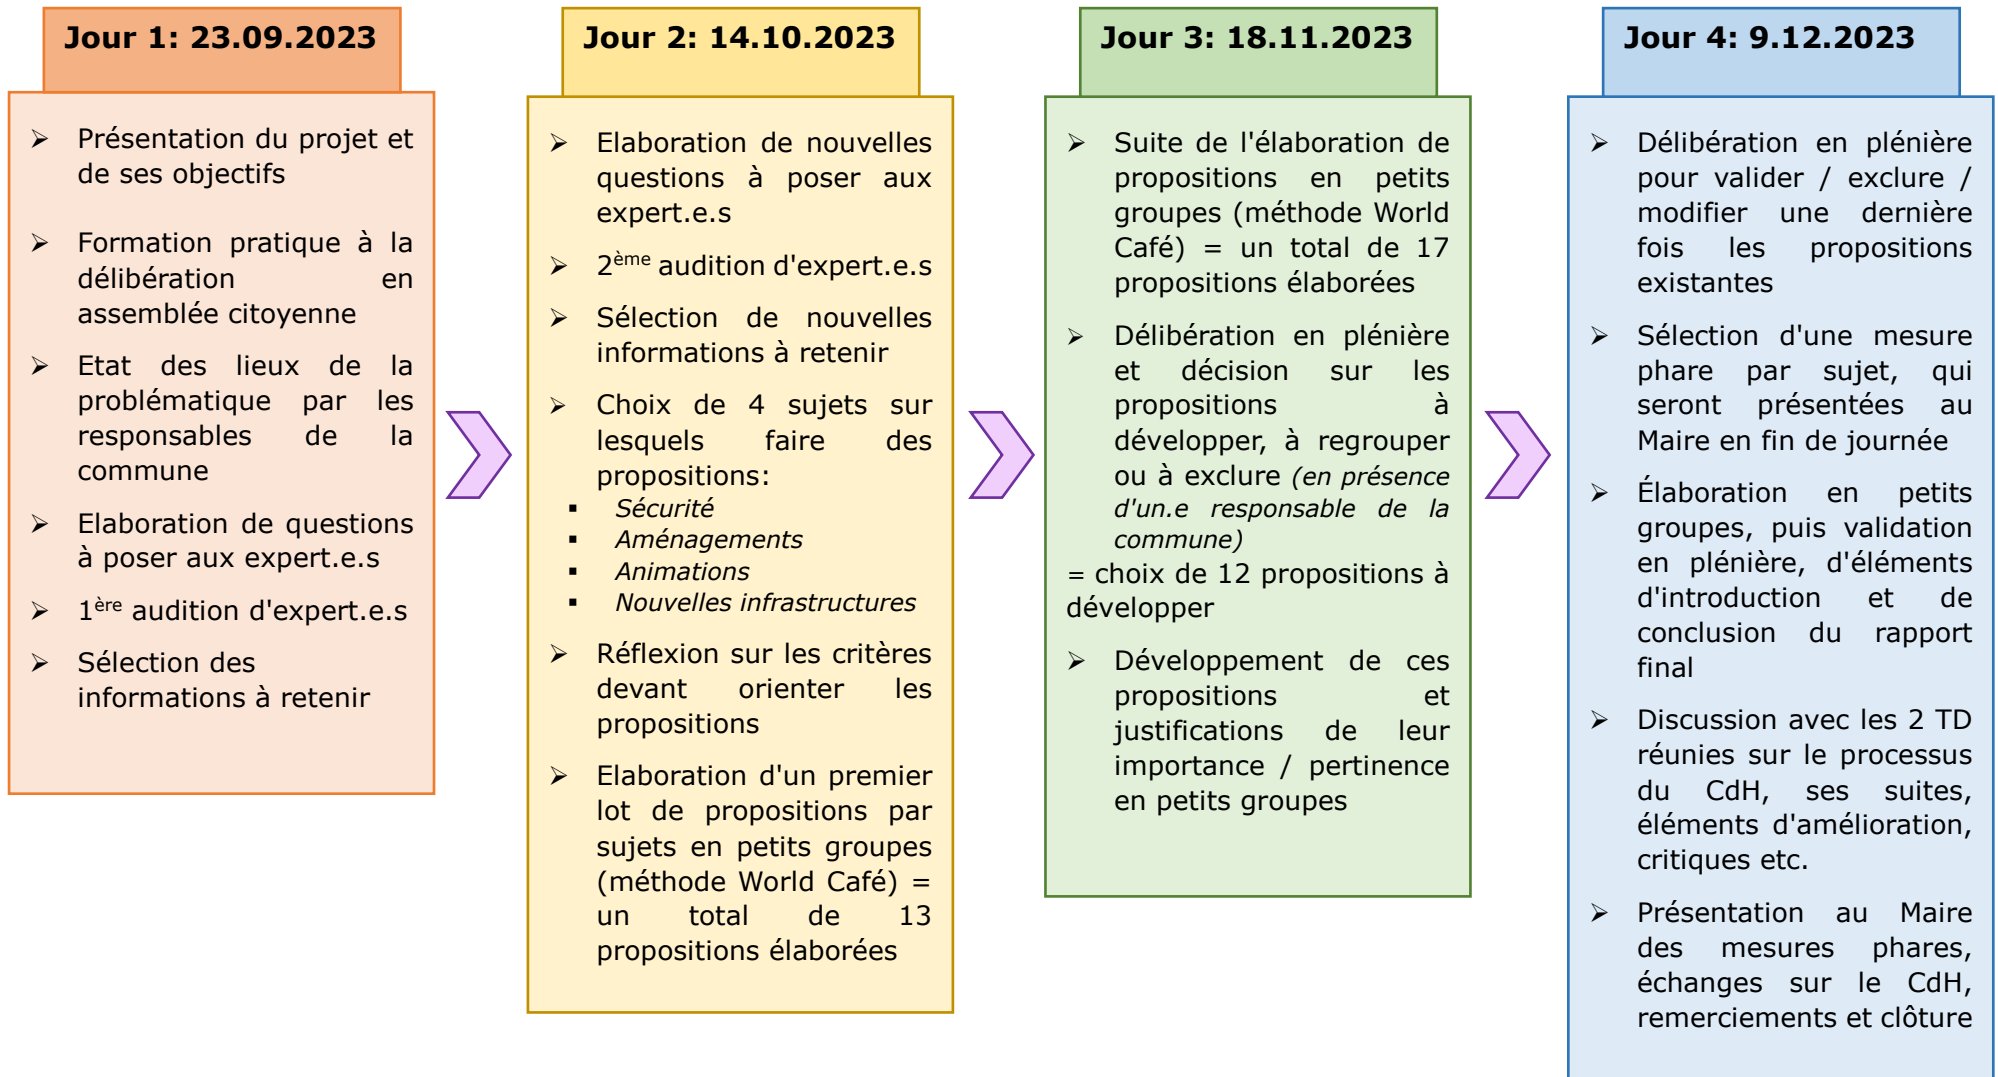 Jour 1: 23.09.2023
➢ Présentation du projet et
de ses objectifs
➢ Formation pratique à la
délibération en
assemblée citoyenne
➢ Etat des lieux de la
problématique par les
responsables de la
commune
➢ Elaboration de questions
à poser aux expert.e.s
➢ 1ère audition d'expert.e.s
➢ Sélection des
informations à retenir
Jour 2: 14.10.2023
➢ Elaboration de nouvelles
questions à poser aux
expert.e.s
➢ 2ème audition d'expert.e.s
➢ Sélection de nouvelles
informations à retenir
➢ Choix de 4 sujets sur
lesquels faire des
propositions:
▪ Sécurité
▪ Aménagements
▪ Animations
▪ Nouvelles infrastructures
➢ Réflexion sur les critères
devant orienter les
propositions
➢ Elaboration d'un premier
lot de propositions par
sujets en petits groupes
(méthode World Café) =
un total de 13
propositions élaborées
Jour 3: 18.11.2023
➢ Suite de l'élaboration de
propositions en petits
groupes (méthode World
Café) = un total de 17
propositions élaborées
➢ Délibération en plénière
et décision sur les
propositions à
développer, à regrouper
ou à exclure (en présence
d'un.e responsable de la
commune)
= choix de 12 propositions à
développer
➢ Développement de ces
propositions et
justifications de leur
importance / pertinence
en petits groupes
Jour 4: 9.12.2023
➢ Délibération en plénière
pour valider / exclure /
modifier une dernière
fois les propositions
existantes
➢ Sélection d'une mesure
phare par sujet, qui
seront présentées au
Maire en fin de journée
➢ Élaboration en petits
groupes, puis validation
en plénière, d'éléments
d'introduction et de
conclusion du rapport
final
➢ Discussion avec les 2 TD
réunies sur le processus
du CdH, ses suites,
éléments d'amélioration,
critiques etc.
➢ Présentation au Maire
des mesures phares,
échanges sur le CdH,
remerciements et clôture